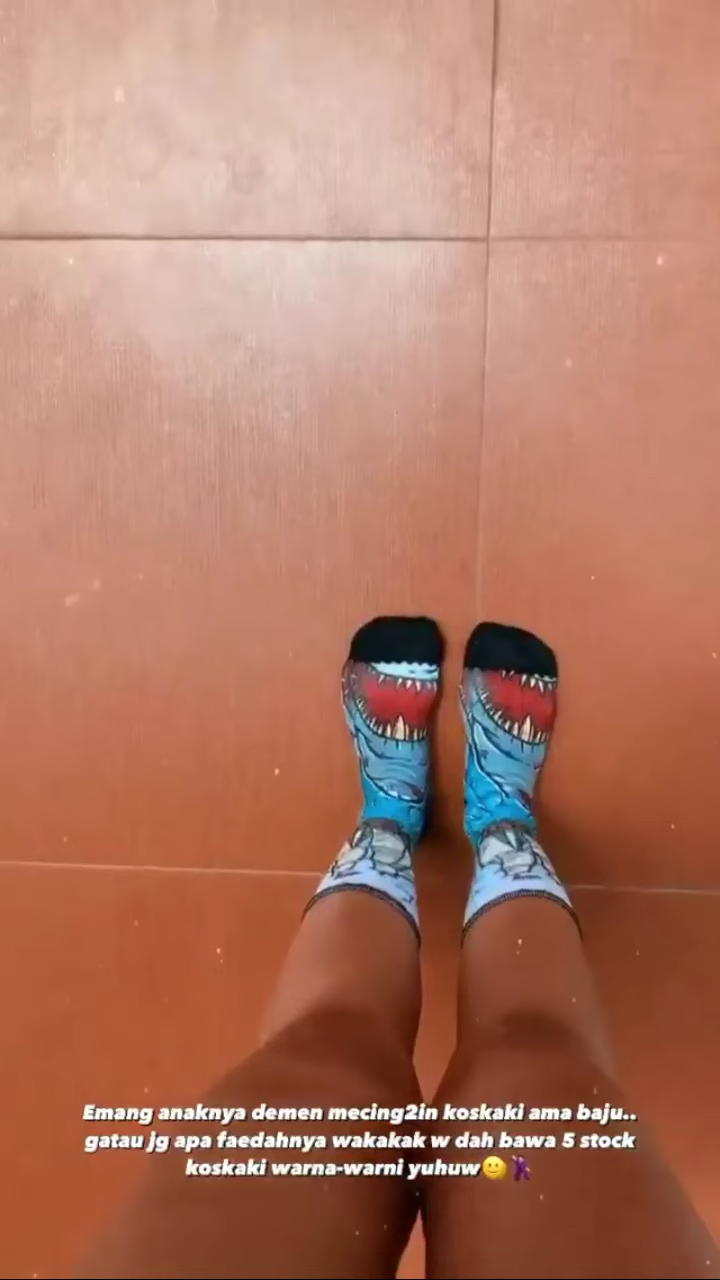 Emang anaknya demen mecing2in koskaki ama baju..
gatau jg apa faedahnya wakakak w dah bawa 5 stock
koskaki warna-warni yuhuw🙂🕺